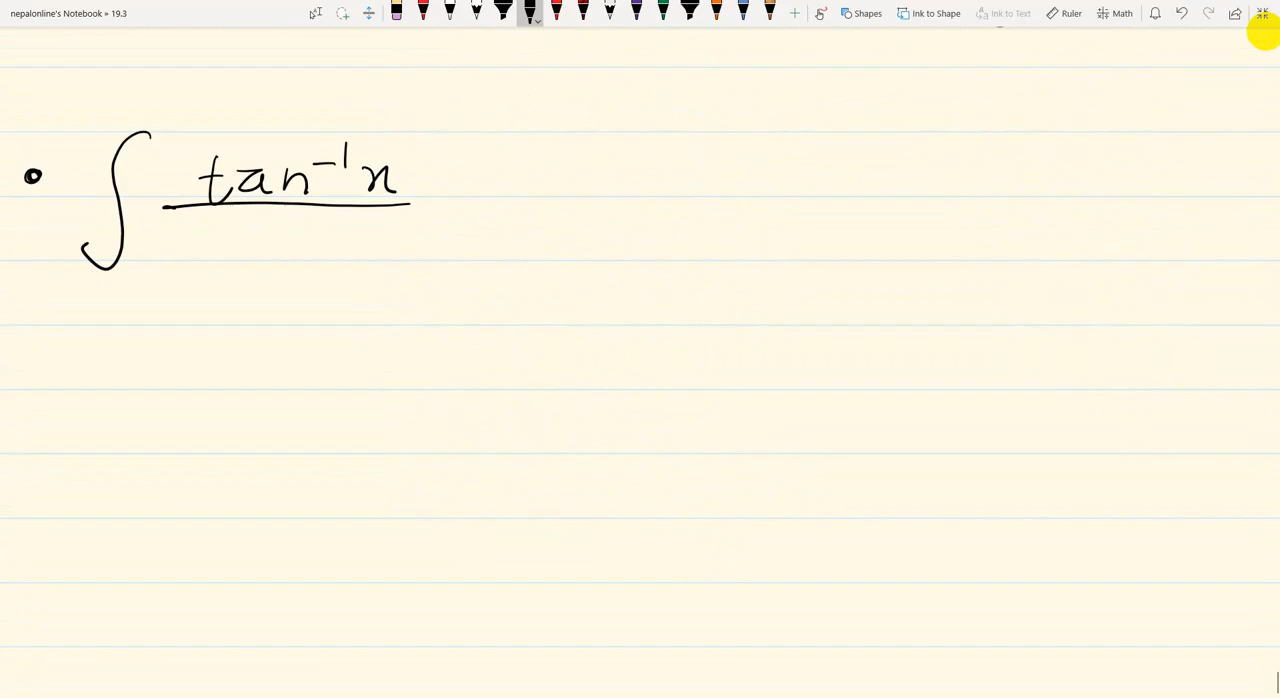 nepalonline's Notebook » 19.3
Shapes Ink to Shape Ink to Text Ruler Math
• ∫ tan⁻¹x